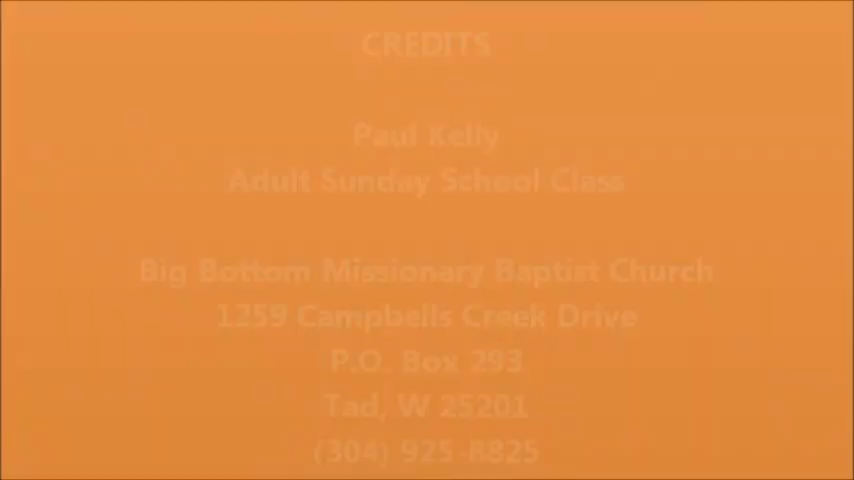 CREDITS
Paul Kelly
Adult Sunday School Class
Big Bottom Missionary Baptist Church
1259 Campbells Creek Drive
P.O. Box 293
Tad, W 25201
(304) 925-8825